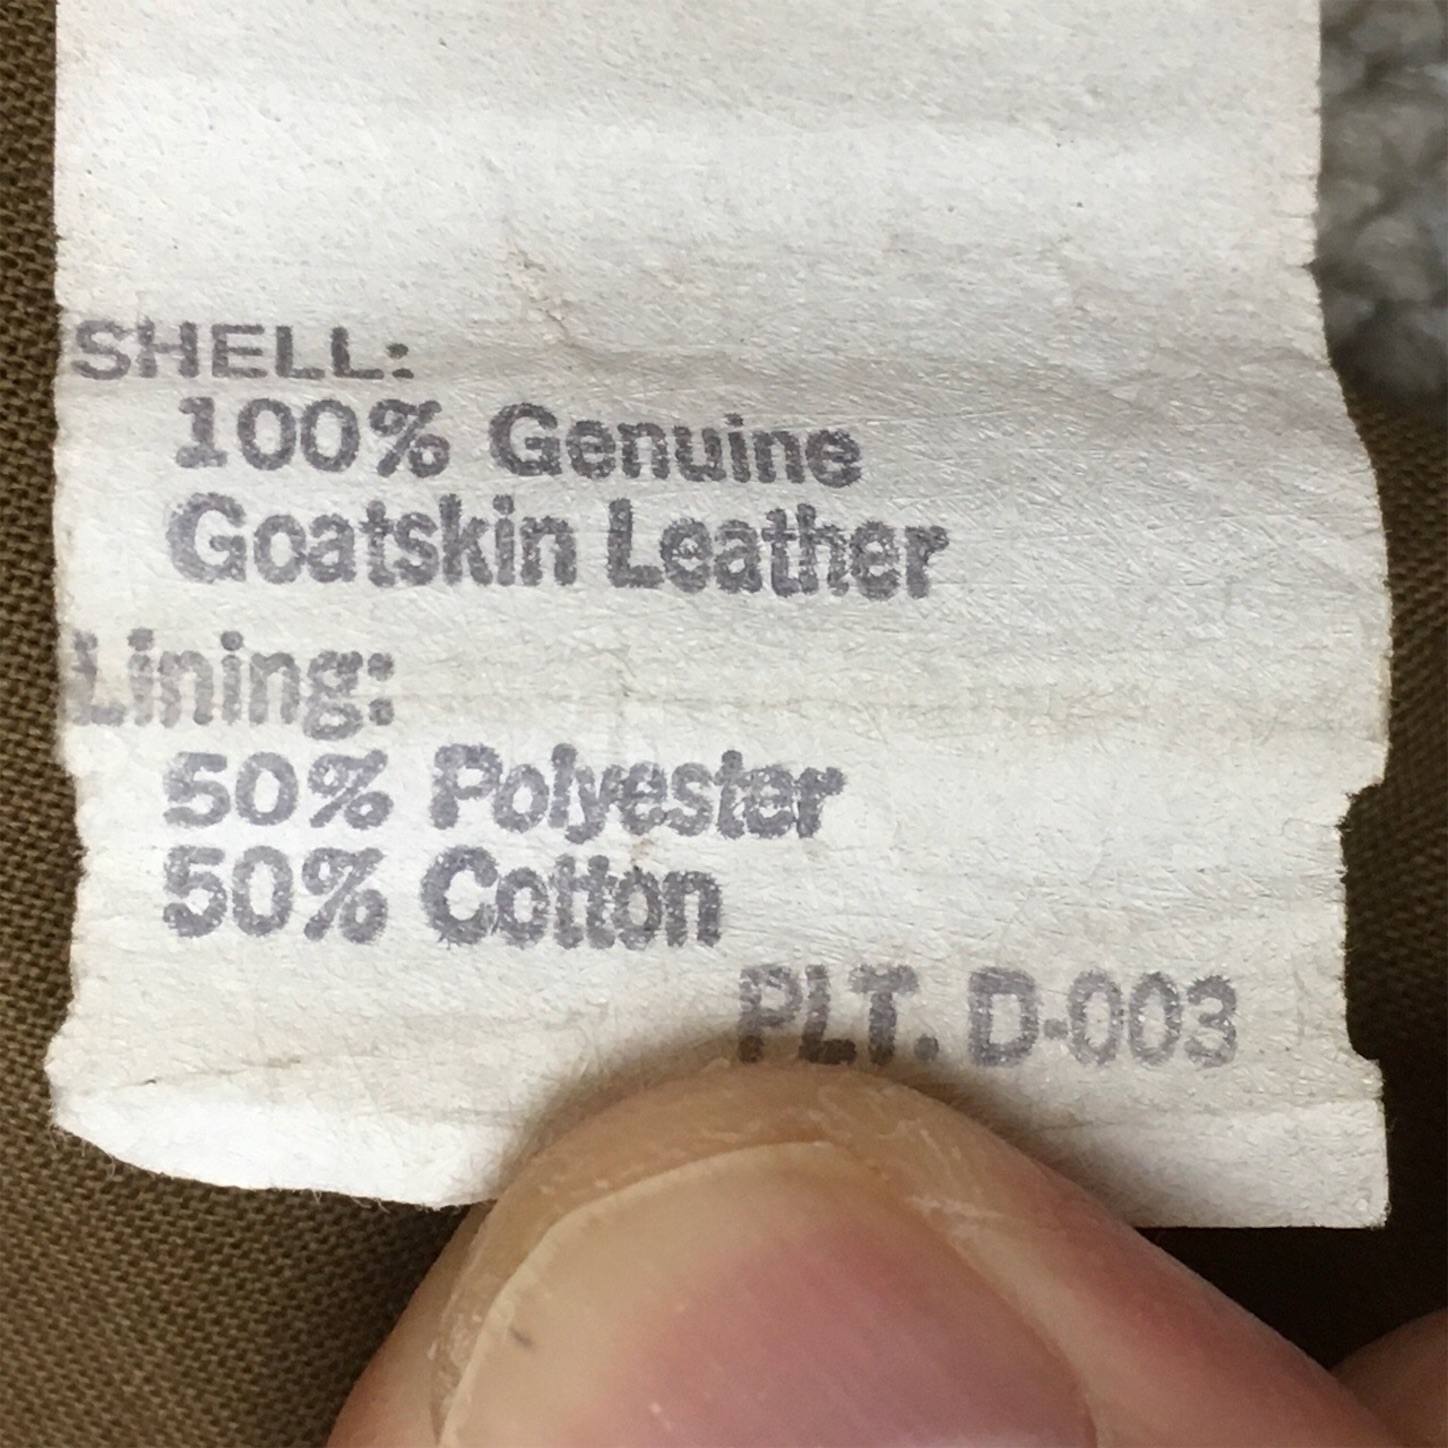 SHELL:
100% Genuine
Goatskin Leather
Lining:
50% Polyester
50% Cotton
PLT. D-003